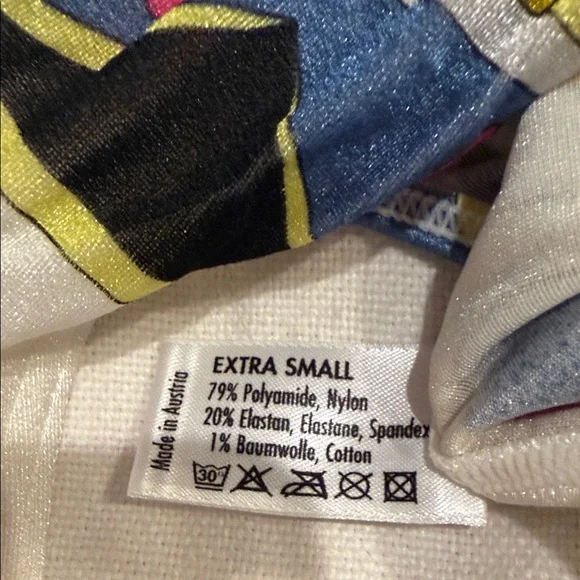 Made in Austria
EXTRA SMALL
79% Polyamide, Nylon
20% Elastan, Elastane, Spandex
1% Baumwolle, Cotton
30°